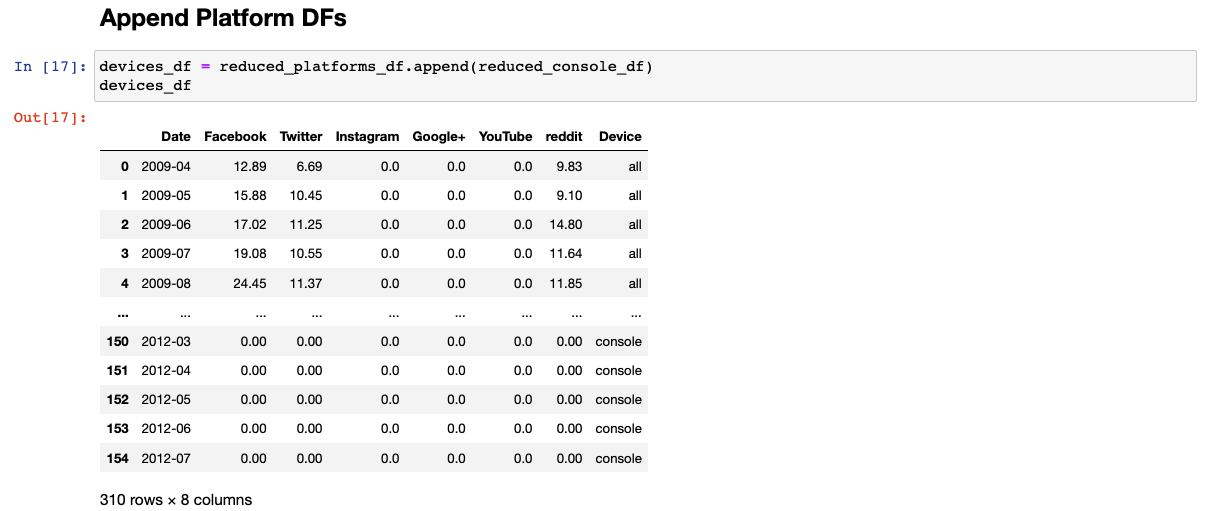 Append Platform DFs
In [17]: devices_df = reduced_platforms_df.append(reduced_console_df)
devices_df
Out[17]:
Date Facebook Twitter Instagram Google+ YouTube reddit Device
0 2009-04 12.89 6.69 0.0 0.0 0.0 9.83 all
1 2009-05 15.88 10.45 0.0 0.0 0.0 9.10 all
2 2009-06 17.02 11.25 0.0 0.0 0.0 14.80 all
3 2009-07 19.08 10.55 0.0 0.0 0.0 11.64 all
4 2009-08 24.45 11.37 0.0 0.0 0.0 11.85 all
... ... ... ... ... ... ... ... ...
150 2012-03 0.00 0.00 0.0 0.0 0.0 0.00 console
151 2012-04 0.00 0.00 0.0 0.0 0.0 0.00 console
152 2012-05 0.00 0.00 0.0 0.0 0.0 0.00 console
153 2012-06 0.00 0.00 0.0 0.0 0.0 0.00 console
154 2012-07 0.00 0.00 0.0 0.0 0.0 0.00 console
310 rows × 8 columns